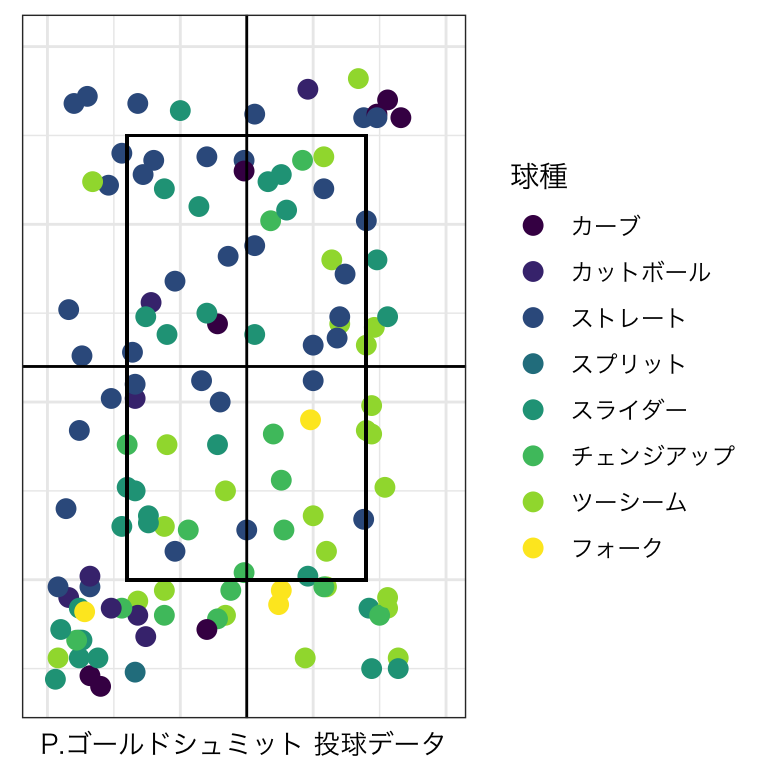 球種
カーブ
カットボール
ストレート
スプリット
スライダー
チェンジアップ
ツーシーム
フォーク
P.ゴールドシュミット 投球データ